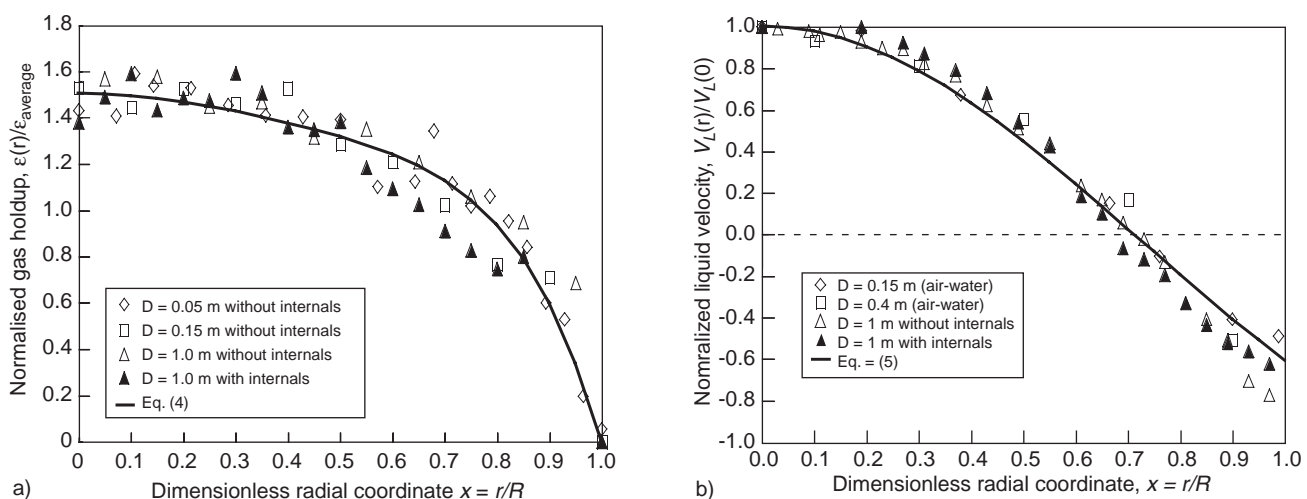 Normalised gas holdup, ε(r)/εaverage
1.8
1.6
1.4
1.2
1.0
0.8
0.6
0.4
0.2
0
D = 0.05 m without internals
D = 0.15 m without internals
D = 1.0 m without internals
D = 1.0 m with internals
Eq. (4)
0 0.1 0.2 0.3 0.4 0.5 0.6 0.7 0.8 0.9 1.0
a) Dimensionless radial coordinate x = r/R
Nomralized liquid velocity, VL(r)/VL(0)
1.0
0.8
0.6
0.4
0.2
0.0
-0.2
-0.4
-0.6
-0.8
-1.0
D = 0.15 m (air-water)
D = 0.4 m (air-water)
D = 1 m without internals
D = 1 m with internals
Eq. = (5)
0.0 0.1 0.2 0.3 0.4 0.5 0.6 0.7 0.8 0.9 1.0
b) Dimensionless radial coordinate, x = r/R